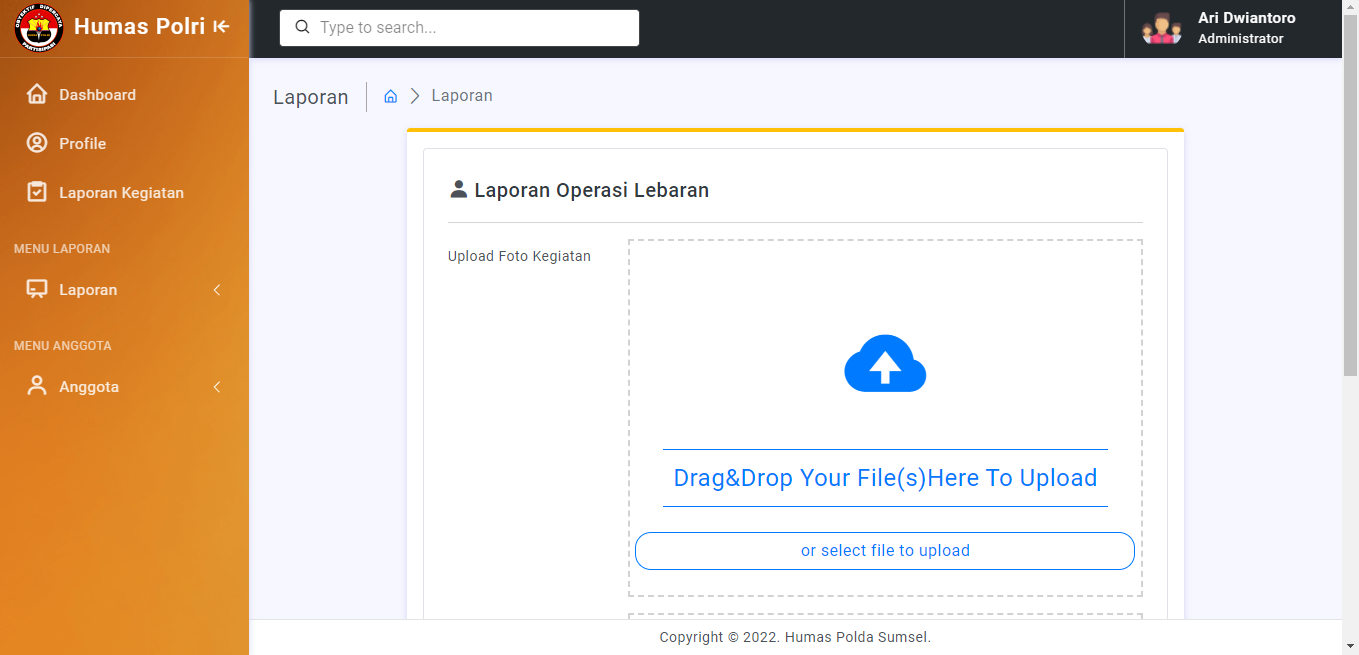 Humas Polri
Type to search...
Ari Dwiantoro
Administrator
Dashboard
Profile
Laporan Kegiatan
MENU LAPORAN
Laporan
MENU ANGGOTA
Anggota
Laporan
Laporan
Laporan Operasi Lebaran
Upload Foto Kegiatan
Drag&Drop Your File(s)Here To Upload
or select file to upload
Copyright © 2022. Humas Polda Sumsel.